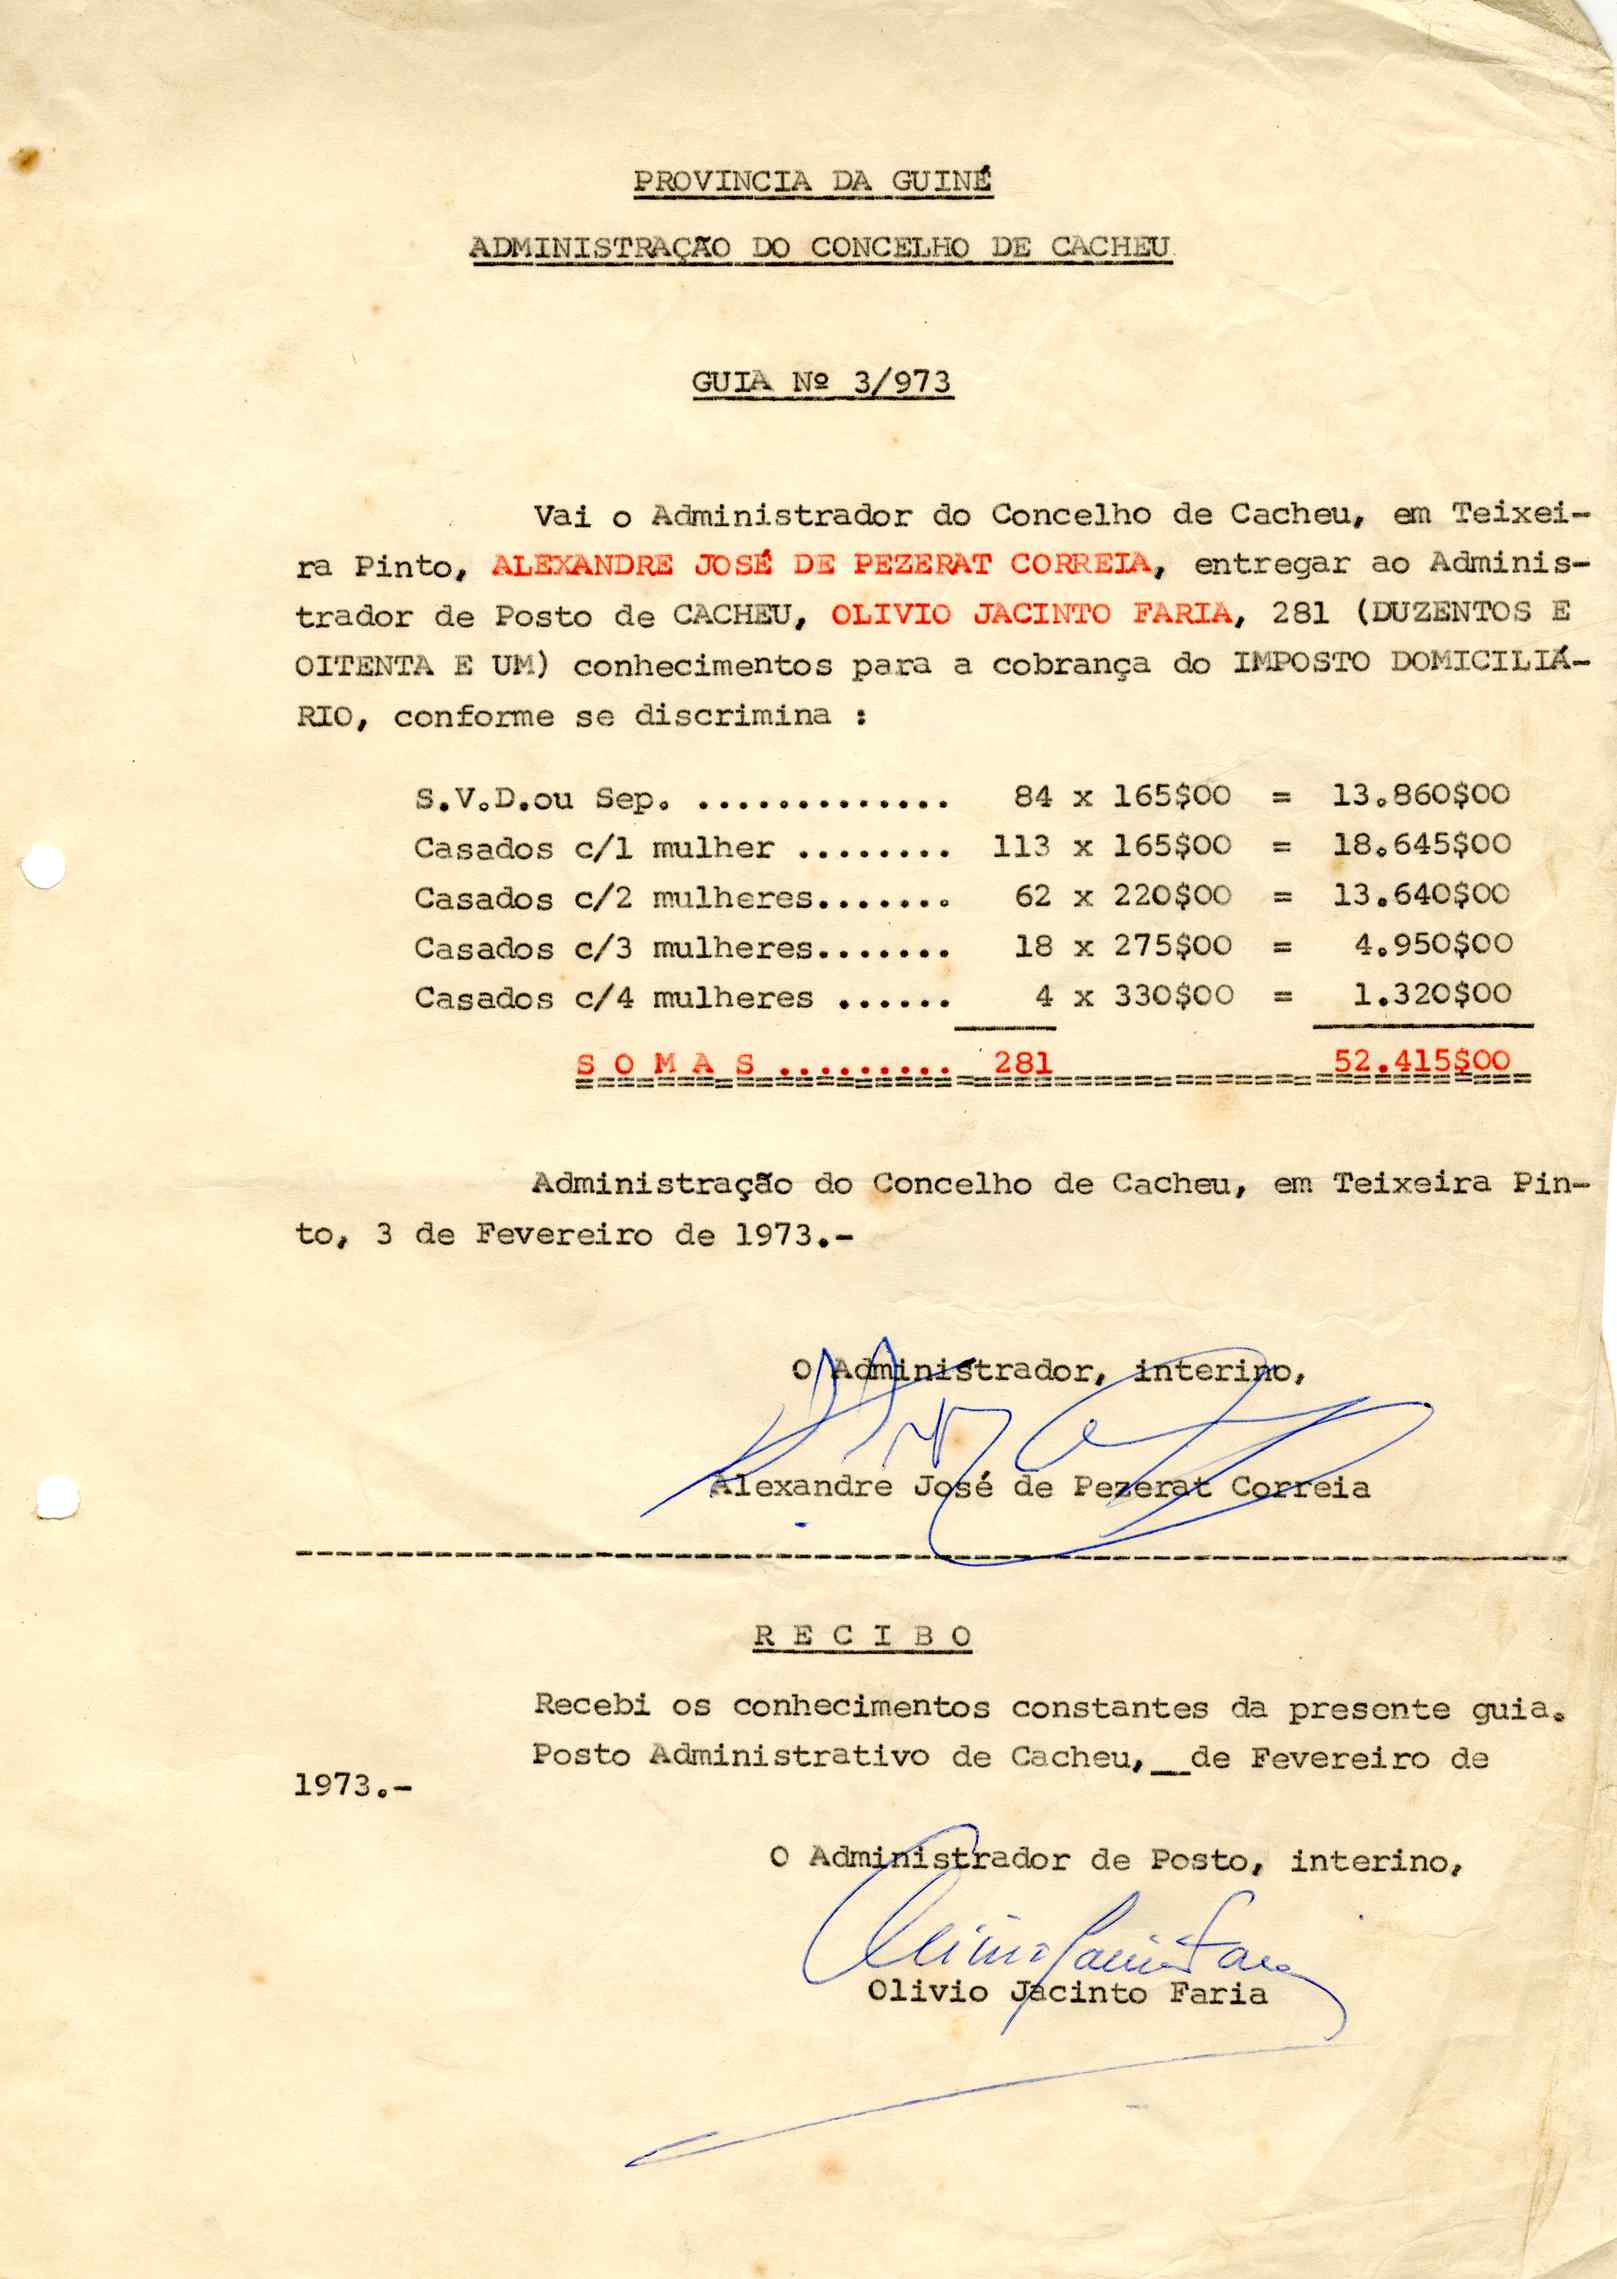 PROVINCIA DA GUINÉ
ADMINISTRAÇÃO DO CONCELHO DE CACHEU
GUIA Nº 3/973
Vai o Administrador do Concelho de Cacheu, em Teixei-
ra Pinto, ALEXANDRE JOSÉ DE PEZERAT CORREIA, entregar ao Adminis-
trador de Posto de CACHEU, OLIVIO JACINTO FARIA, 281 (DUZENTOS E
OITENTA E UM) conhecimentos para a cobrança do IMPOSTO DOMICILIÁ-
RIO, conforme se discrimina :
S.V.D.ou Sep. ............. 84 x 165$00 = 13.860$00
Casados c/1 mulher ........ 113 x 165$00 = 18.645$00
Casados c/2 mulheres....... 62 x 220$00 = 13.640$00
Casados c/3 mulheres....... 18 x 275$00 = 4.950$00
Casados c/4 mulheres ...... 4 x 330$00 = 1.320$00
S O M A S ......... 281 52.415$00
Administração do Concelho de Cacheu, em Teixeira Pin-
to, 3 de Fevereiro de 1973.-
O Administrador, interino,
Alexandre José de Pezerat Correia
R E C I B O
Recebi os conhecimentos constantes da presente guia.
Posto Administrativo de Cacheu,__de Fevereiro de
1973.-
O Administrador de Posto, interino,
Olivio Jacinto Faria